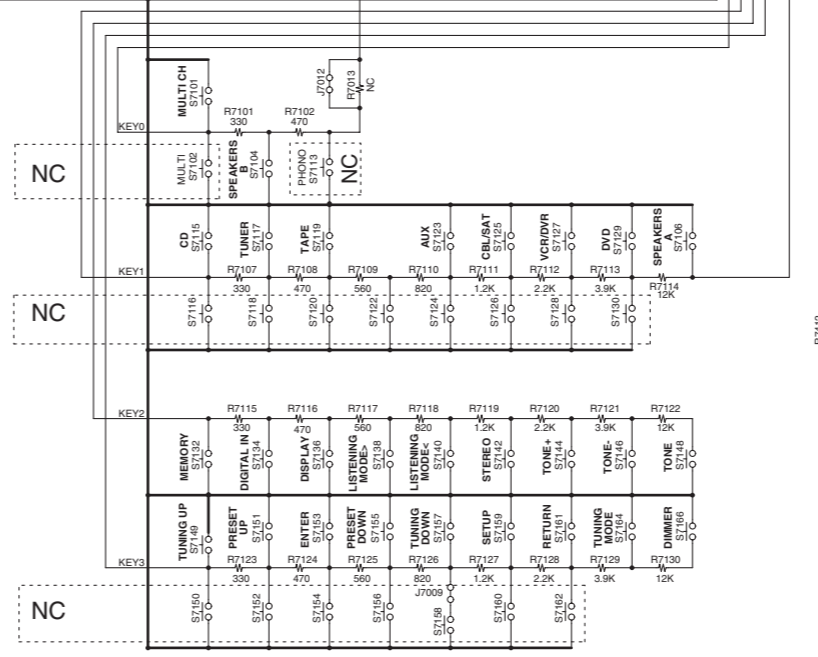 MULTI CH
S7101
J7012
R7013
NC
R7101
330
R7102
470
KEY0
NC
MULTI
S7102
SPEAKERS
B
S7104
PHONO
S7113
NC
CD
S7115
TUNER
S7117
TAPE
S7119
AUX
S7123
CBL/SAT
S7125
VCR/DVR
S7127
DVD
S7129
SPEAKERS
A
S7106
KEY1
R7107
330
R7108
470
R7109
560
R7110
820
R7111
1.2K
R7112
2.2K
R7113
3.9K
R7114
12K
NC
S7116
S7118
S7120
S7122
S7124
S7126
S7128
S7130
KEY2
R7115
330
R7116
470
R7117
560
R7118
820
R7119
1.2K
R7120
2.2K
R7121
3.9K
R7122
12K
MEMORY
S7132
DIGITAL IN
S7134
DISPLAY
S7136
LISTENING
MODE>
S7138
LISTENING
MODE<
S7140
STEREO
S7142
TONE+
S7144
TONE-
S7146
TONE
S7148
TUNING UP
S7149
PRESET
UP
S7151
ENTER
S7153
PRESET
DOWN
S7155
TUNING
DOWN
S7157
SETUP
S7159
RETURN
S7161
TUNING
MODE
S7164
DIMMER
S7166
KEY3
R7123
330
R7124
470
R7125
560
R7126
820
R7127
1.2K
R7128
2.2K
R7129
3.9K
R7130
12K
J7009
NC
S7150
S7152
S7154
S7156
S7158
S7160
S7162